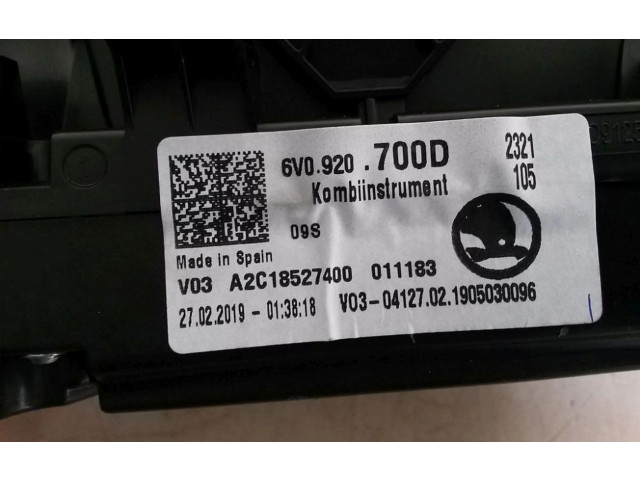 6V0.920 .700D
2321
Kombiinstrument
105
09S
Made in Spain
V03 A2C18527400 011183
27.02.2019 - 01:38:18 V03-04127.02.1905030096